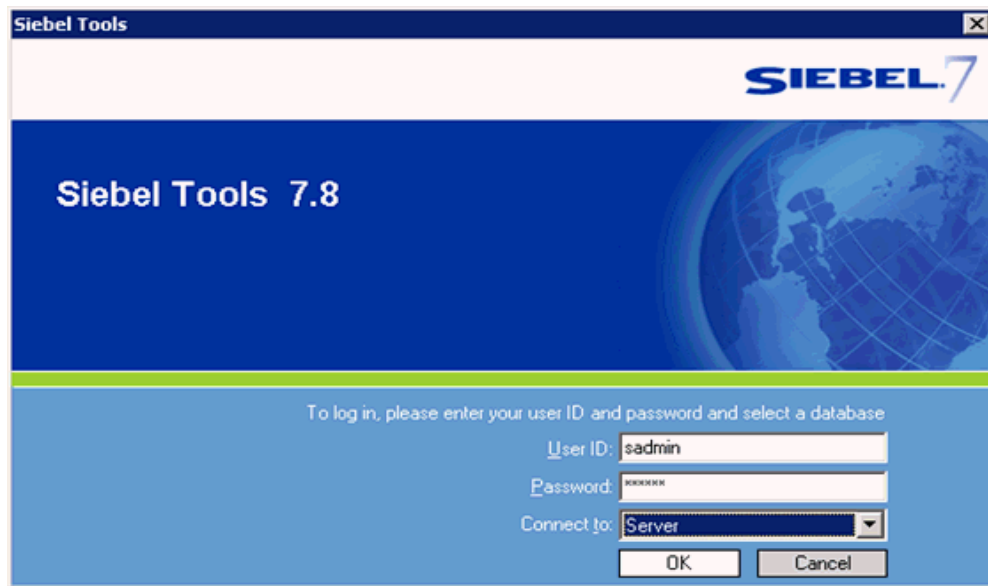 Siebel Tools
SIEBEL.7
Siebel Tools 7.8
To log in, please enter your user ID and password and select a database
User ID: sadmin
Password: ××××××
Connect to: Server
OK Cancel